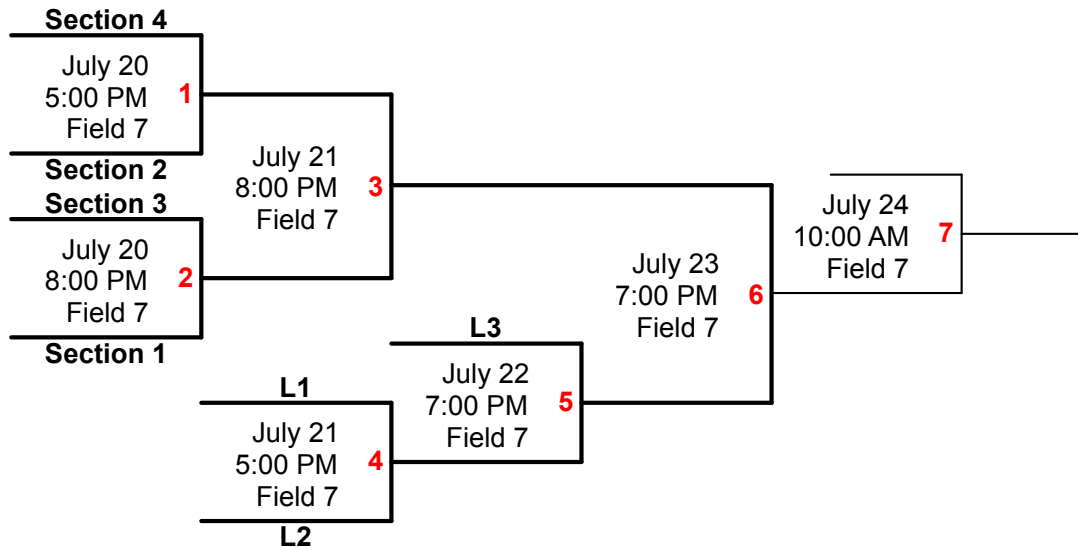 Section 4
July 20
5:00 PM
Field 7
1
Section 2
Section 3
July 20
8:00 PM
Field 7
2
Section 1
July 21
8:00 PM
Field 7
3
L1
July 21
5:00 PM
Field 7
4
L2
L3
July 22
7:00 PM
Field 7
5
July 23
7:00 PM
Field 7
6
July 24
10:00 AM
Field 7
7